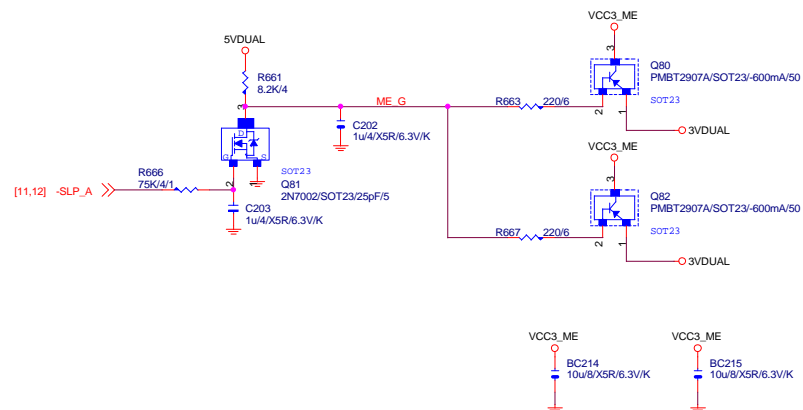 VCC3_ME
5VDUAL
3
Q80
PMBT2907A/SOT23/-600mA/50
R661
8.2K/4
SOT23
3
ME_G
R663
220/6
2
1
C202
1u/4/X5R/6.3V/K
3VDUAL
D
VCC3_ME
G
S
R666
75K/4/1
SOT23
3
Q81
2N7002/SOT23/25pF/5
Q82
PMBT2907A/SOT23/-600mA/50
[11,12]
-SLP_A
2
1
C203
1u/4/X5R/6.3V/K
SOT23
R667
220/6
2
1
3VDUAL
VCC3_ME
VCC3_ME
BC214
10u/8/X5R/6.3V/K
BC215
10u/8/X5R/6.3V/K